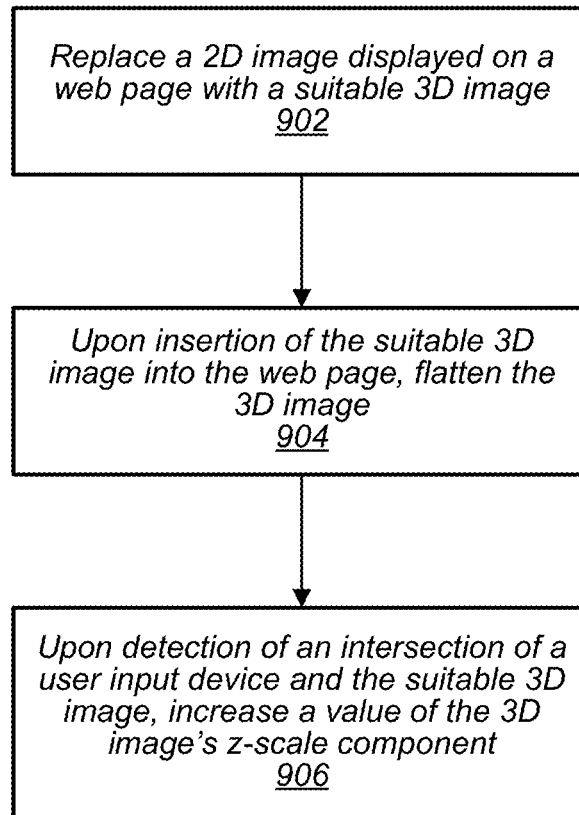 Replace a 2D image displayed on a
web page with a suitable 3D image
902
Upon insertion of the suitable 3D
image into the web page, flatten the
3D image
904
Upon detection of an intersection of a
user input device and the suitable 3D
image, increase a value of the 3D
image's z-scale component
906